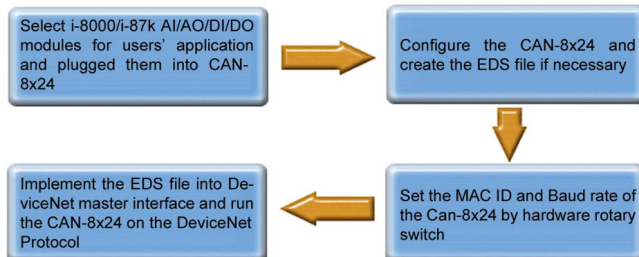 Select i-8000/i-87k AI/AO/DI/DO
modules for users' application
and plugged them into CAN-
8x24
Configure the CAN-8x24 and
create the EDS file if necessary
Set the MAC ID and Baud rate of
the Can-8x24 by hardware rotary
switch
Implement the EDS file into De-
viceNet master interface and run
the CAN-8x24 on the DeviceNet
Protocol